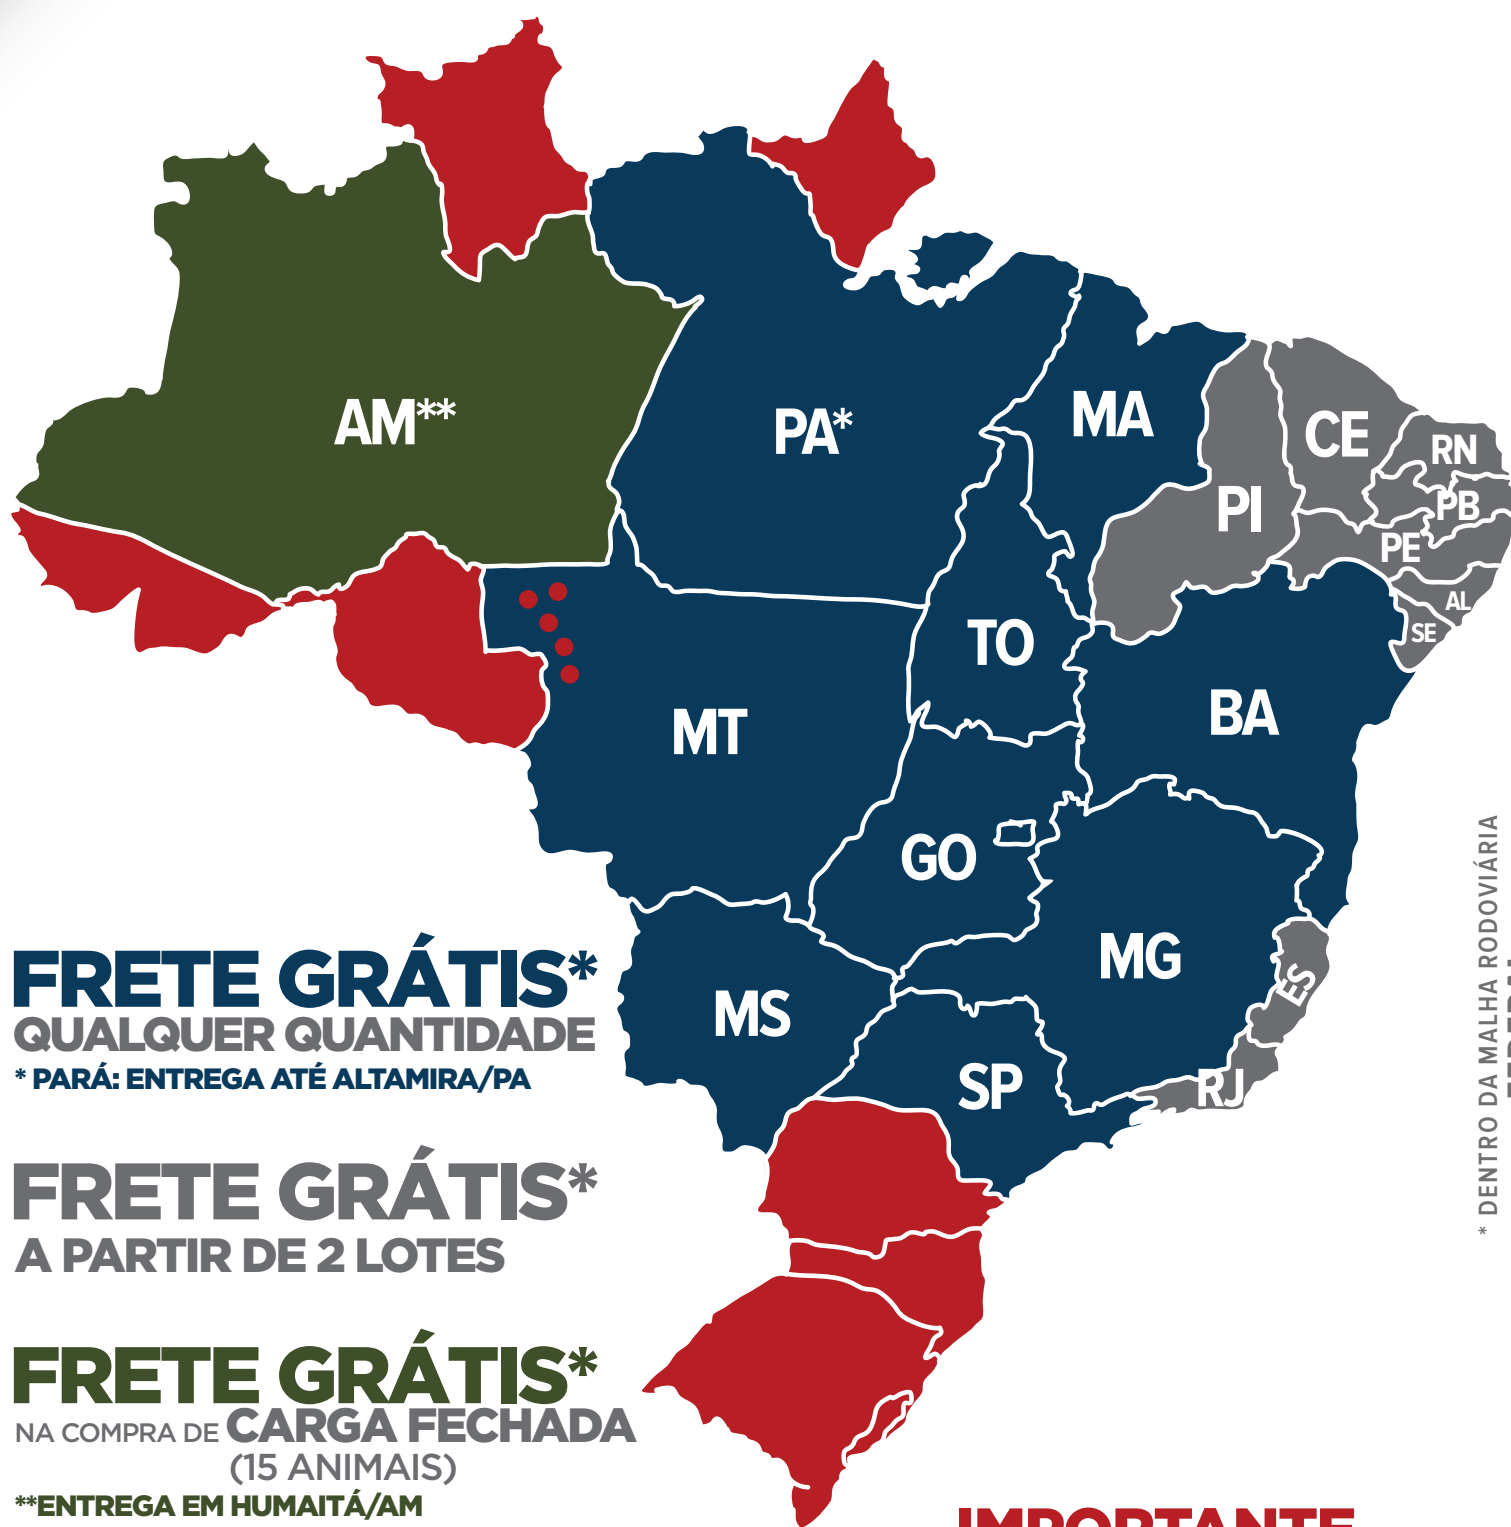 AM**
PA*
MA
CE
RN
PI
PB
PE
AL
SE
TO
BA
MT
GO
MG
ES
MS
SP
RJ
FRETE GRÁTIS*
QUALQUER QUANTIDADE
* PARÁ: ENTREGA ATÉ ALTAMIRA/PA
FRETE GRÁTIS*
A PARTIR DE 2 LOTES
FRETE GRÁTIS*
NA COMPRA DE CARGA FECHADA
(15 ANIMAIS)
**ENTREGA EM HUMAITÁ/AM
* DENTRO DA MALHA RODOVIÁRIA
IMPORTANTE